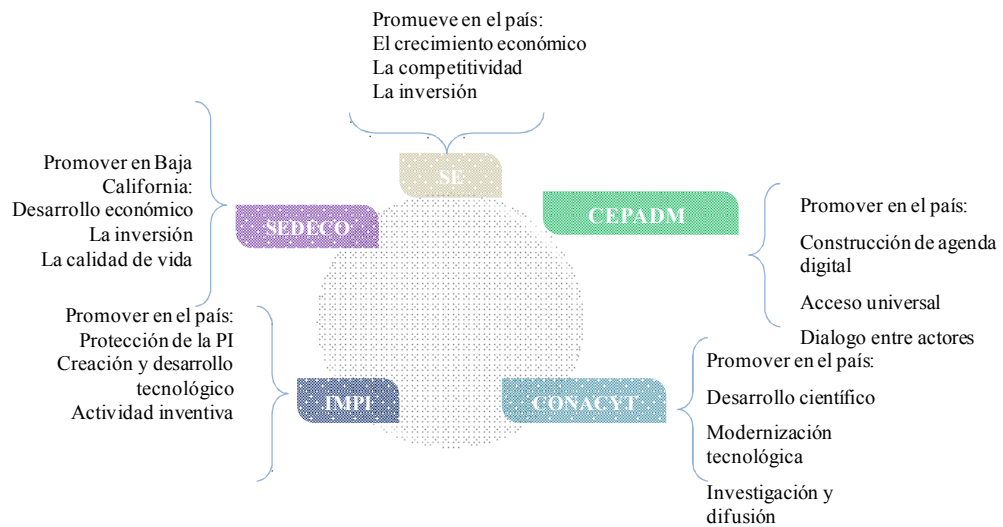 Promueve en el país:
El crecimiento económico
La competitividad
La inversión
SE
Promover en Baja
California:
Desarrollo económico
La inversión
La calidad de vida
SEDECO
CEPADM
Promover en el país:
Construcción de agenda
digital
Acceso universal
Dialogo entre actores
Promover en el país:
Protección de la PI
Creación y desarrollo
tecnológico
Actividad inventiva
IMPI
CONACYT
Promover en el país:
Desarrollo científico
Modernización
tecnológica
Investigación y
difusión